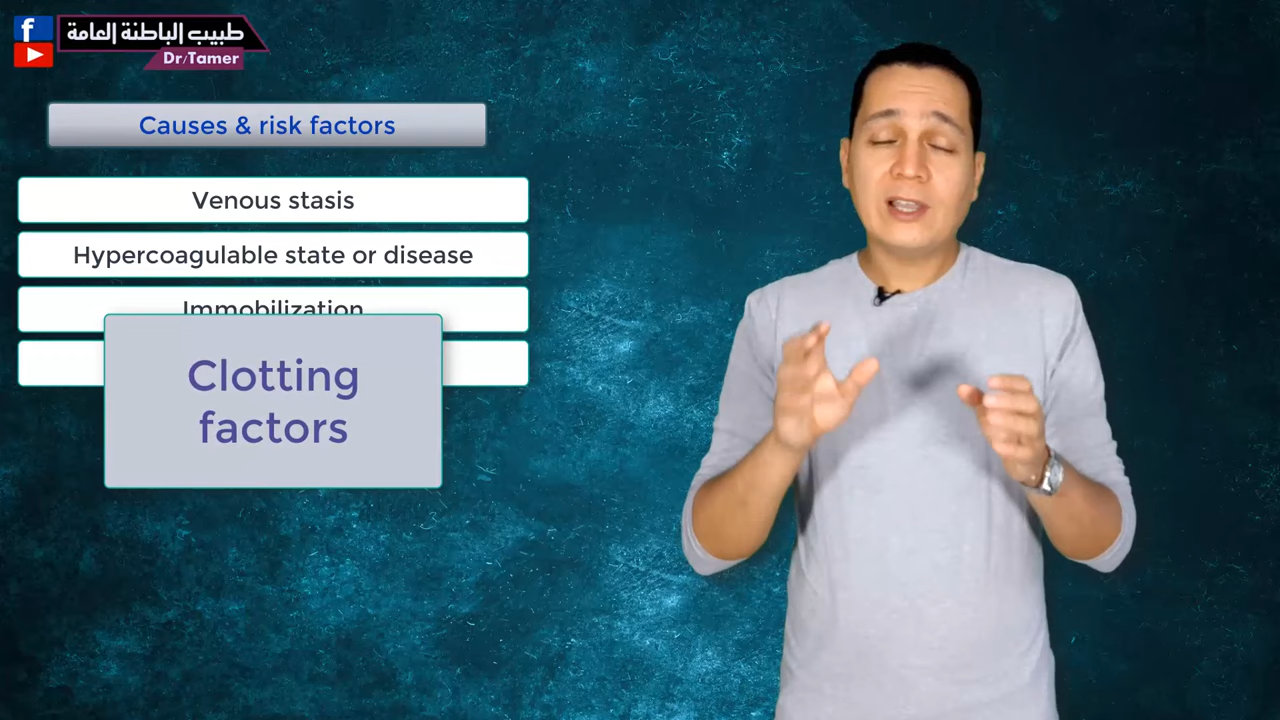 f
طبيب الباطنة العامة
Dr/Tamer
Causes & risk factors
Venous stasis
Hypercoagulable state or disease
Immobilization
Clotting
factors